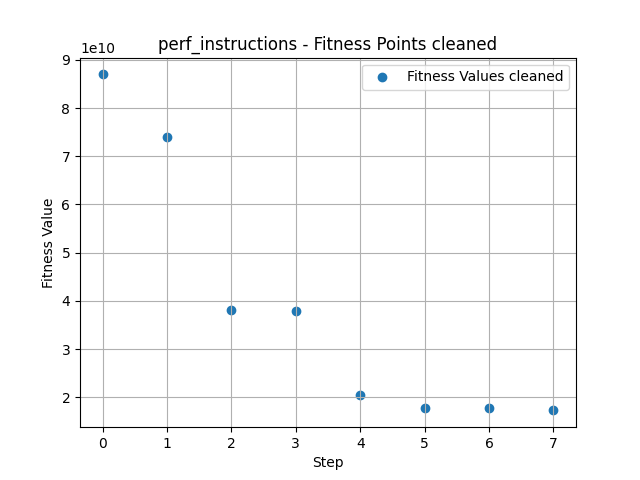 perf_instructions - Fitness Points cleaned
1e10
Fitness Values cleaned
9
8
7
6
5
4
3
2
Fitness Value
0 1 2 3 4 5 6 7
Step